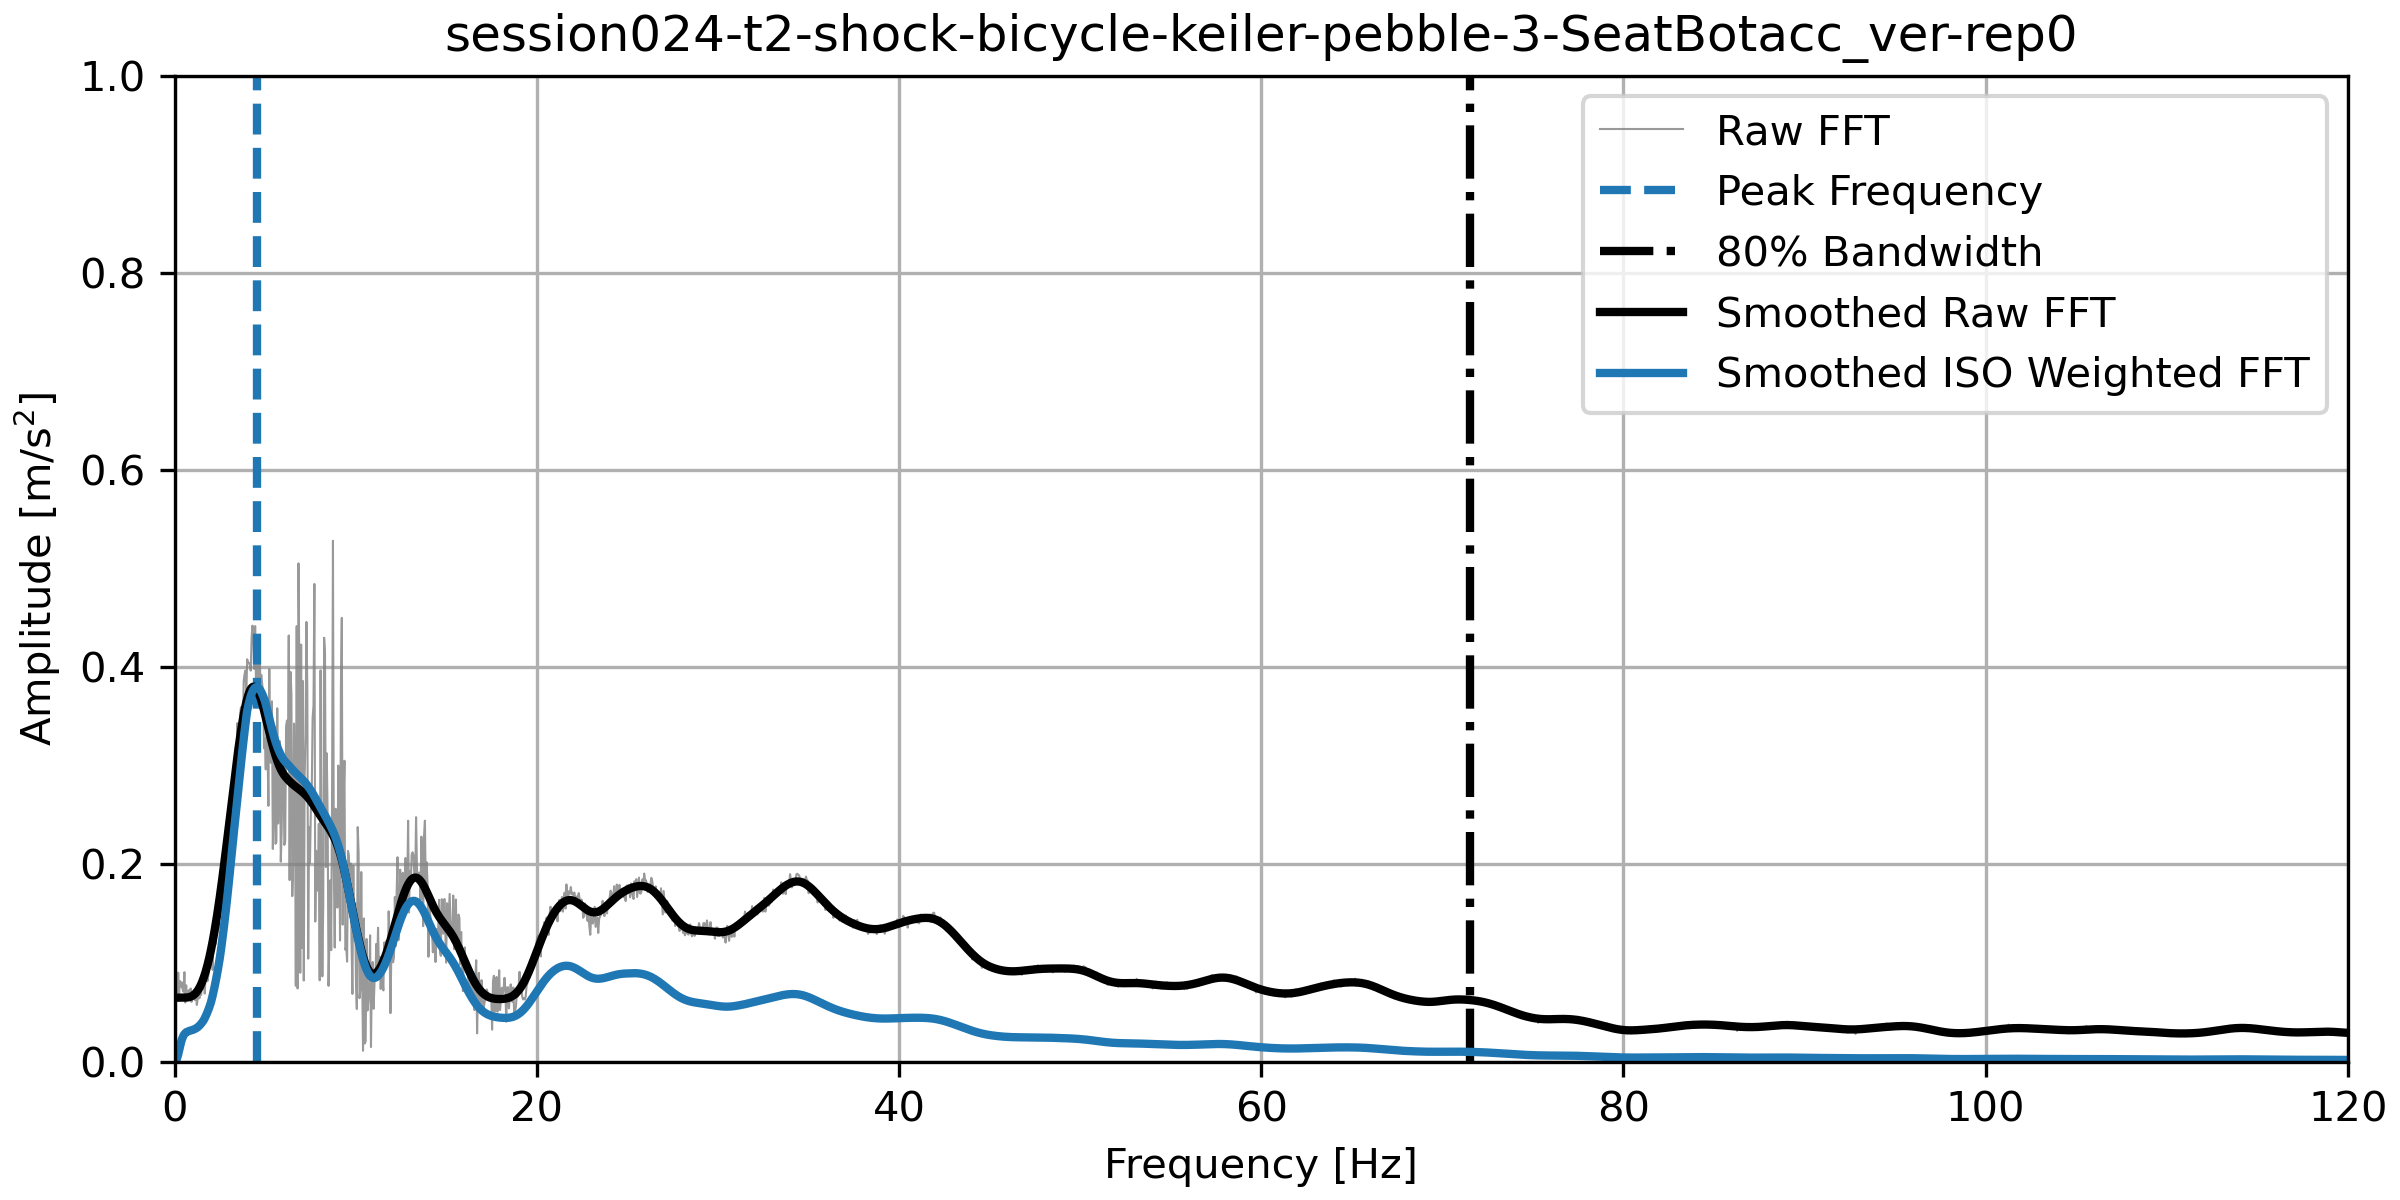 session024-t2-shock-bicycle-keiler-pebble-3-SeatBotacc_ver-rep0
1.0
0.8
0.6
0.4
0.2
0.0
Amplitude [m/s²]
Raw FFT
Peak Frequency
80% Bandwidth
Smoothed Raw FFT
Smoothed ISO Weighted FFT
0 20 40 60 80 100 120
Frequency [Hz]